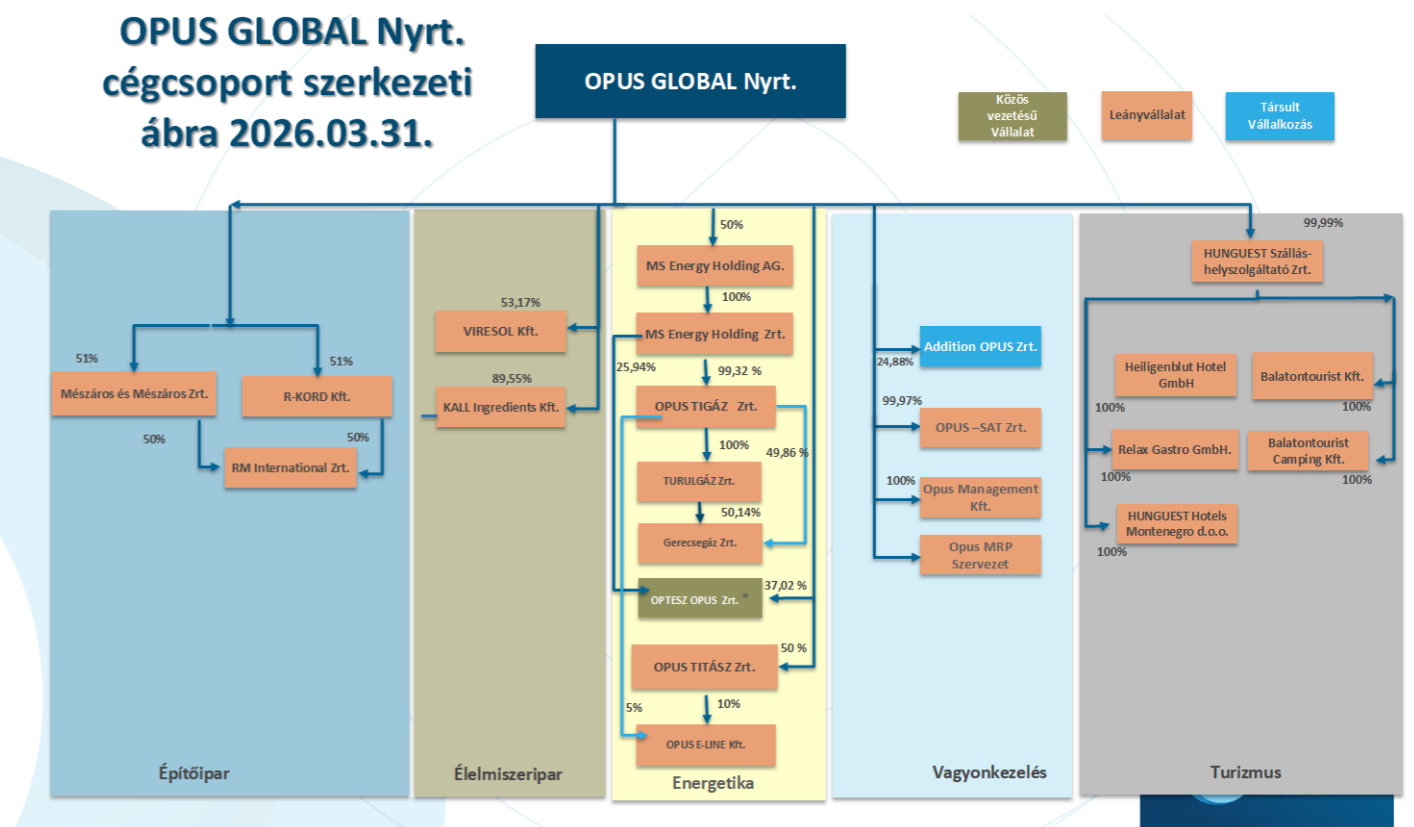 OPUS GLOBAL Nyrt.
cégcsoport szerkezeti
ábra 2026.03.31.
OPUS GLOBAL Nyrt.
Közös
vezetésű
Vállalat
Leányvállalat
Társult
Vállalkozás
51%
Mészáros és Mészáros Zrt.
51%
R-KORD Kft.
50%
50%
RM International Zrt.
Építőipar
53,17%
VIRESOL Kft.
89,55%
KALL Ingredients Kft.
Élelmiszeripar
50%
MS Energy Holding AG.
100%
MS Energy Holding Zrt.
25,94%
99,32 %
OPUS TIGÁZ Zrt.
100%
49,86 %
TURULGÁZ Zrt.
50,14%
Gerecsegáz Zrt.
37,02 %
OPTESZ OPUS Zrt. *
50 %
OPUS TITÁSZ Zrt.
10%
5%
OPUS E-LINE Kft.
Energetika
Addition OPUS Zrt.
24,88%
99,97%
OPUS –SAT Zrt.
100%
Opus Management
Kft.
Opus MRP
Szervezet
Vagyonkezelés
99,99%
HUNGUEST Szállás-
helyszolgáltató Zrt.
Heiligenblut Hotel
GmbH
100%
Balatontourist Kft.
100%
Relax Gastro GmbH.
100%
Balatontourist
Camping Kft.
100%
HUNGUEST Hotels
Montenegro d.o.o.
100%
Turizmus